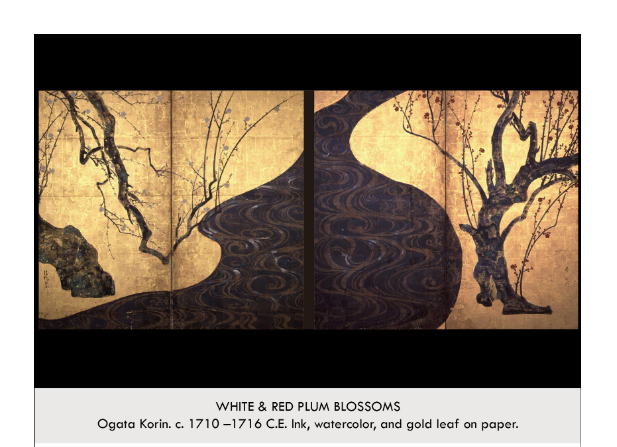 WHITE & RED PLUM BLOSSOMS
Ogata Korin. c. 1710 –1716 C.E. Ink, watercolor, and gold leaf on paper.